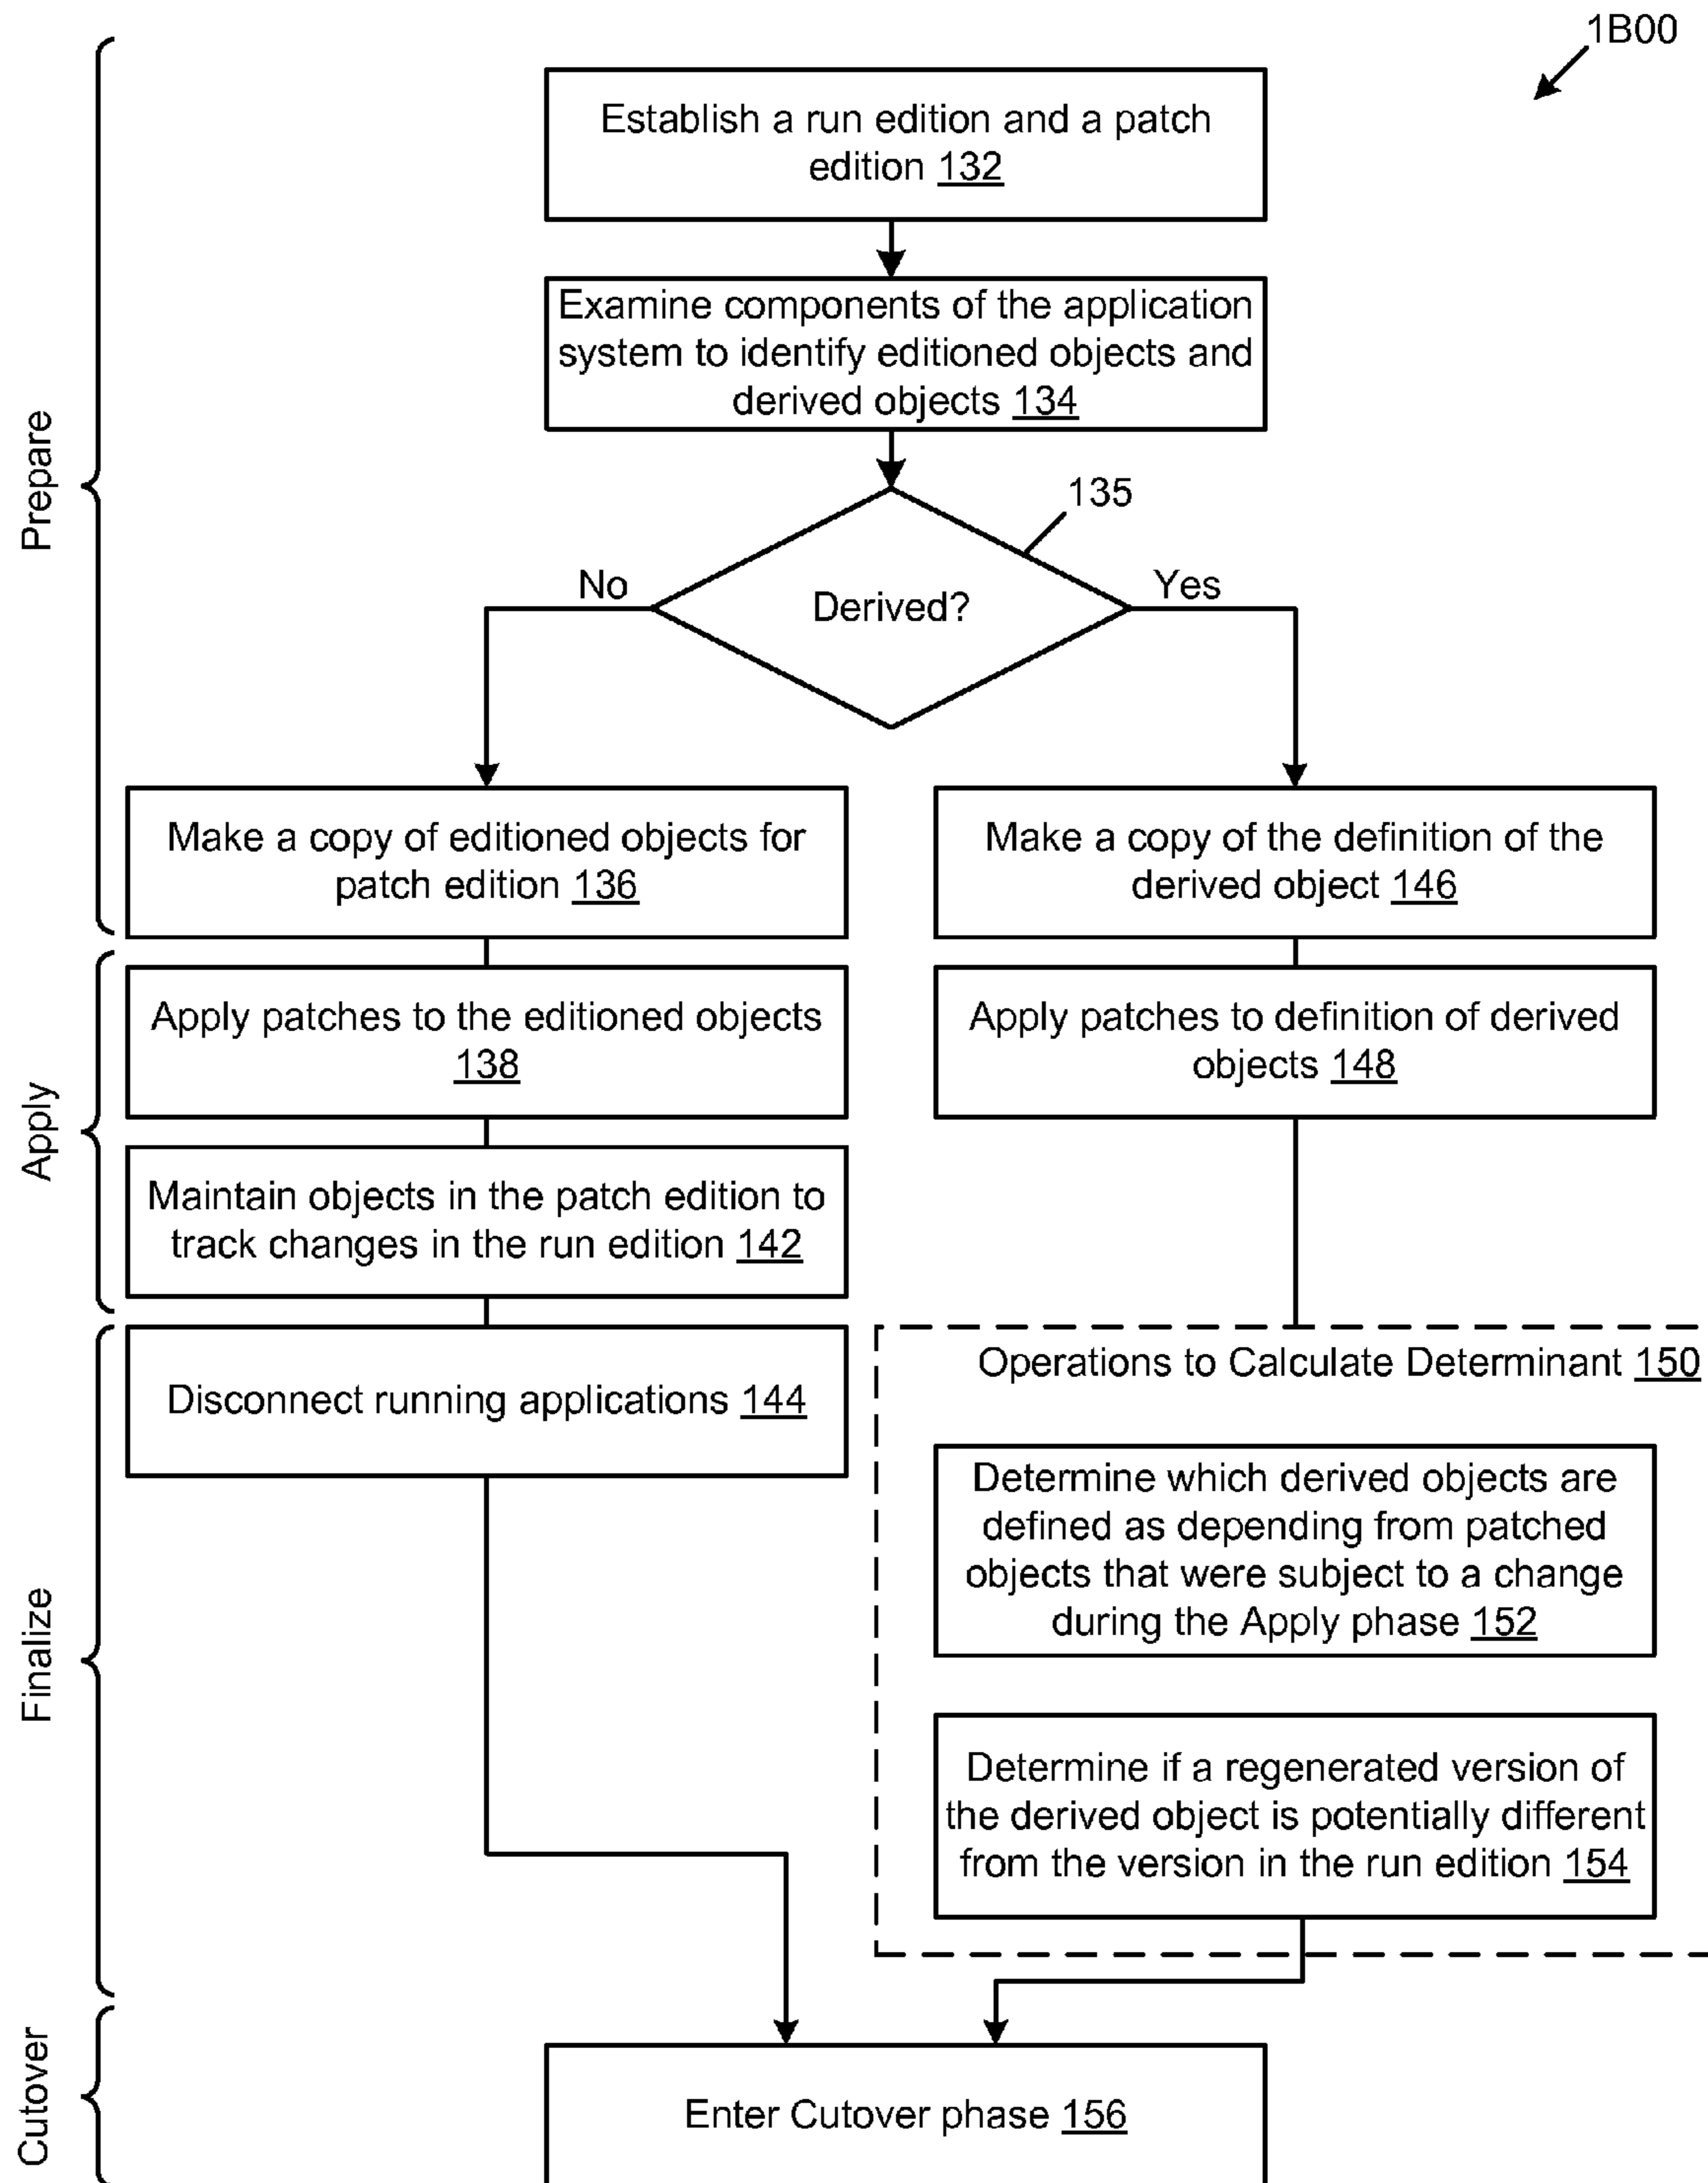 1B00
Establish a run edition and a patch
edition 132
Examine components of the application
system to identify editioned objects and
derived objects 134
Prepare
135
No
Derived?
Yes
Make a copy of editioned objects for
patch edition 136
Make a copy of the definition of the
derived object 146
Apply
Apply patches to the editioned objects
138
Apply patches to definition of derived
objects 148
Maintain objects in the patch edition to
track changes in the run edition 142
Finalize
Disconnect running applications 144
Operations to Calculate Determinant 150
Determine which derived objects are
defined as depending from patched
objects that were subject to a change
during the Apply phase 152
Determine if a regenerated version of
the derived object is potentially different
from the version in the run edition 154
Cutover
Enter Cutover phase 156